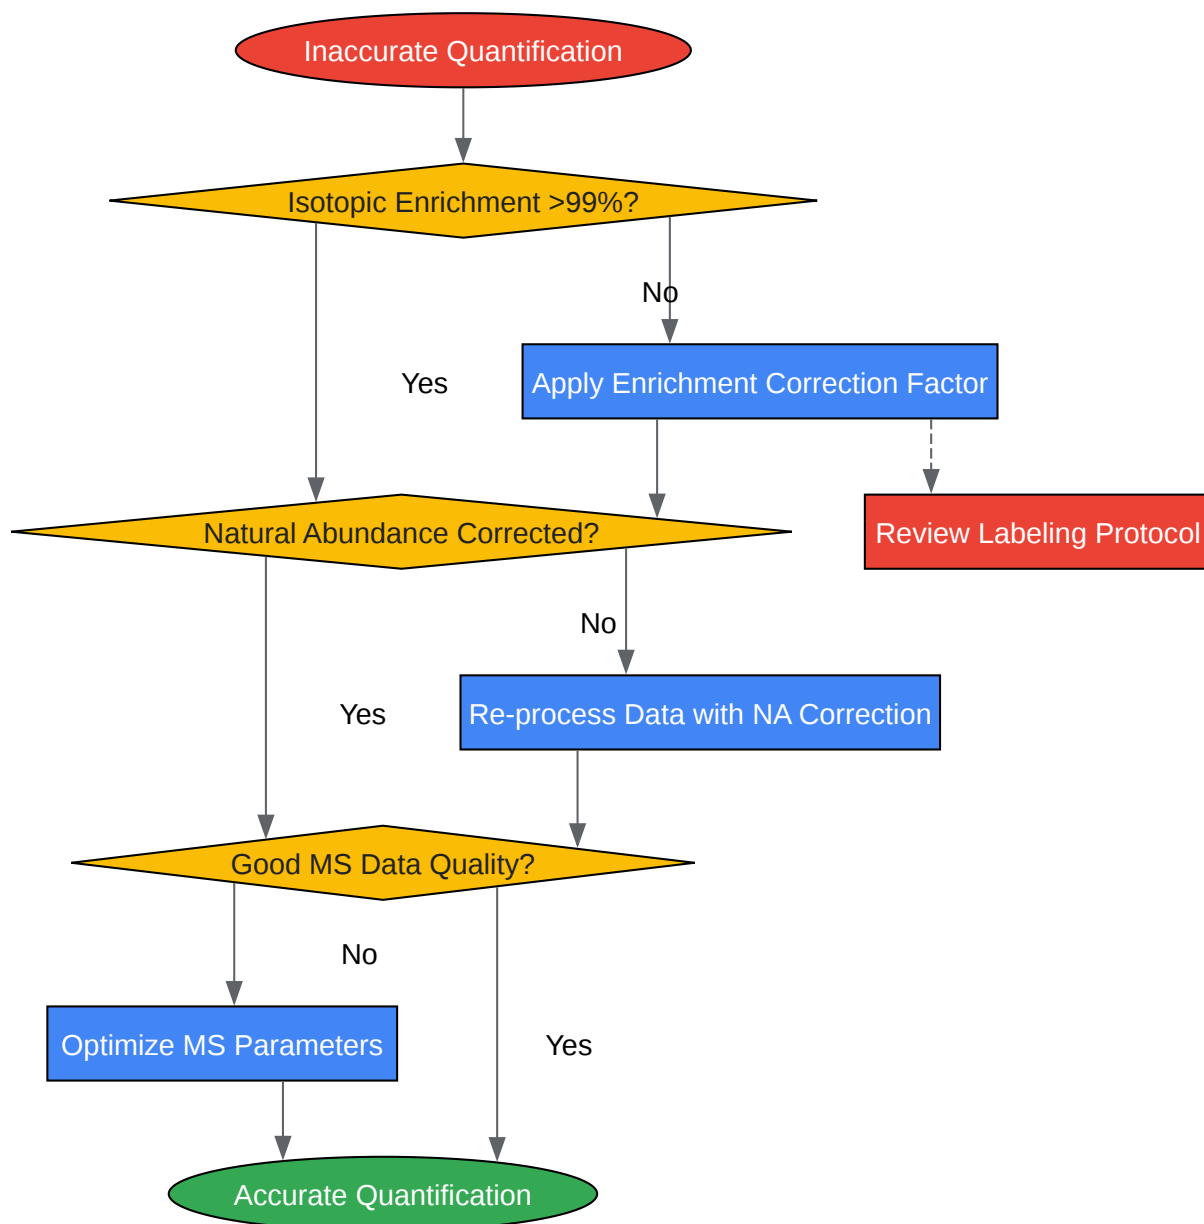 Inaccurate Quantification
Isotopic Enrichment >99%?
No
Yes
Apply Enrichment Correction Factor
Natural Abundance Corrected?
Review Labeling Protocol
No
Yes
Re-process Data with NA Correction
Good MS Data Quality?
No
Optimize MS Parameters
Yes
Accurate Quantification